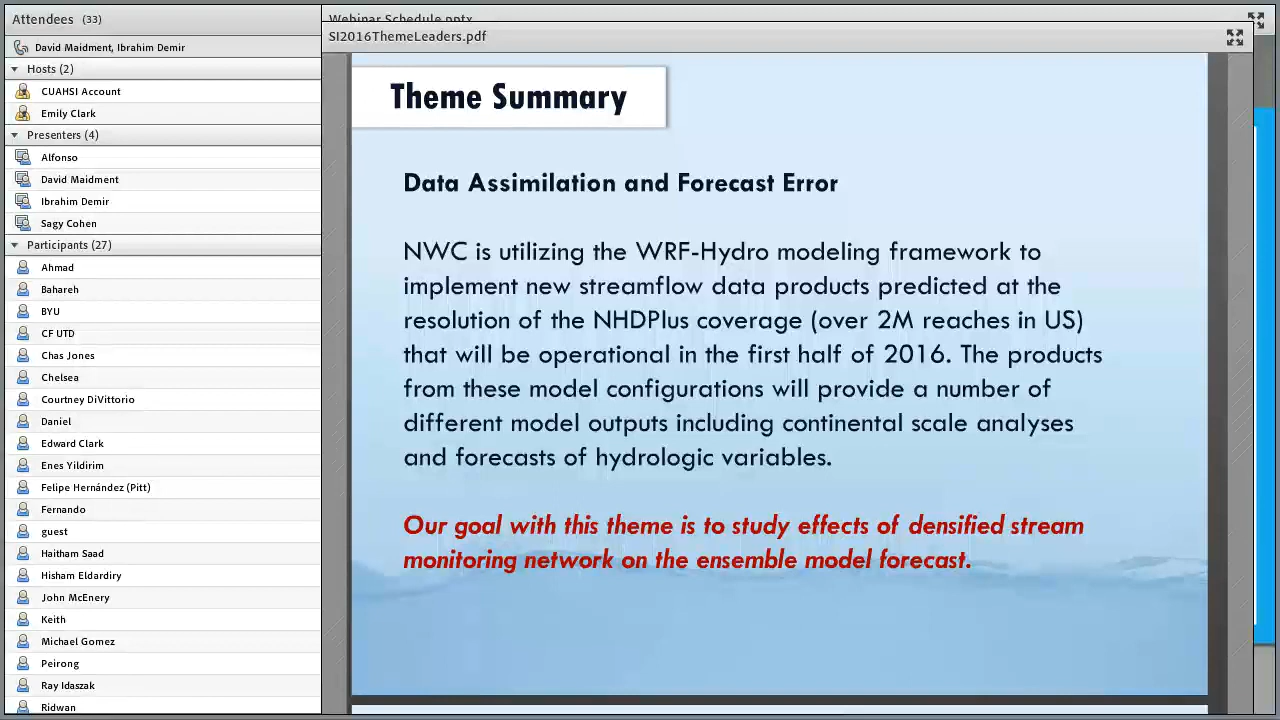 Attendees (33)
David Maidment, Ibrahim Demir
Hosts (2)
CUAHSI Account
Emily Clark
Presenters (4)
Alfonso
David Maidment
Ibrahim Demir
Sagy Cohen
Participants (27)
Ahmad
Bahareh
BYU
CF UTD
Chas Jones
Chelsea
Courtney DiVittorio
Daniel
Edward Clark
Enes Yildirim
Felipe Hernández (Pitt)
Fernando
guest
Haitham Saad
Hisham Eldardiry
John McEnery
Keith
Michael Gomez
Peirong
Ray Idaszak
Ridwan
Webinar Schedule.pptx
SI2016ThemeLeaders.pdf
Theme Summary
Data Assimilation and Forecast Error
NWC is utilizing the WRF-Hydro modeling framework to
implement new streamflow data products predicted at the
resolution of the NHDPlus coverage (over 2M reaches in US)
that will be operational in the first half of 2016. The products
from these model configurations will provide a number of
different model outputs including continental scale analyses
and forecasts of hydrologic variables.
Our goal with this theme is to study effects of densified stream
monitoring network on the ensemble model forecast.